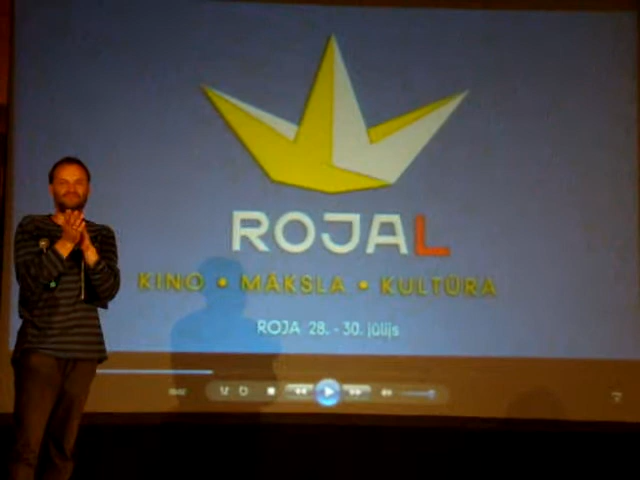 ROJAL
KINO • MĀKSLA • KULTŪRA
ROJA 28. - 30. jūlijs